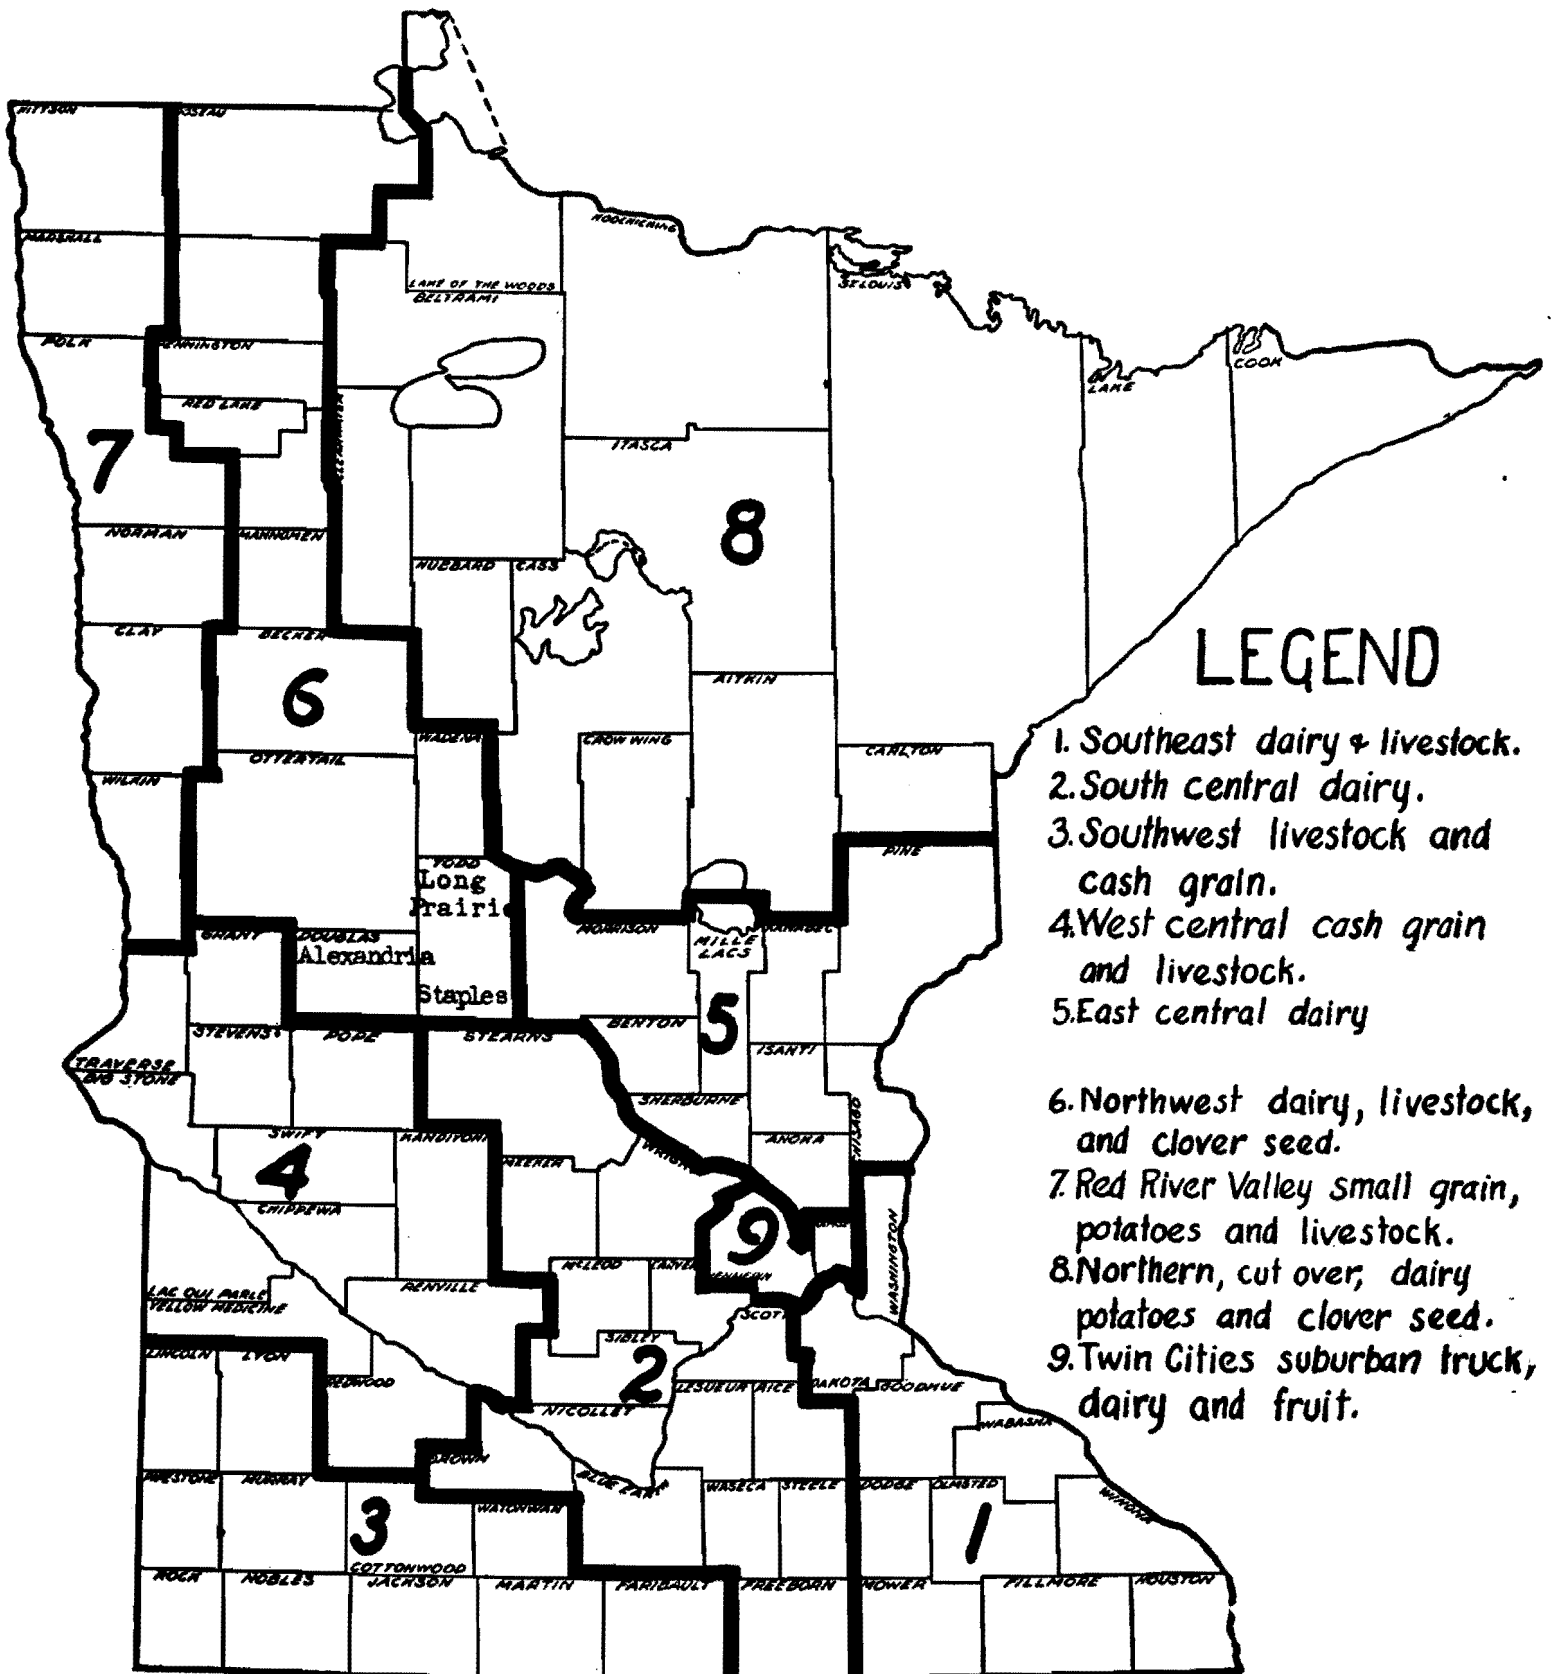 KITTSON
ROSEAU
KOOCHICHING
MARSHALL
LAKE OF THE WOODS
BELTRAMI
ST. LOUIS
POLK
PENNINGTON
COOK
LAKE
RED LAKE
CLEARWATER
7
ITASCA
8
NORMAN
MAHNOMEN
HUBBARD
CASS
CLAY
BECKER
LEGEND
6
AITKIN
WADENA
CROW WING
CARLTON
1. Southeast dairy & livestock.
OTTERTAIL
WILKIN
2. South central dairy.
3. Southwest livestock and
cash grain.
PINE
TODD
Long
Prairie
4. West central cash grain
and livestock.
GRANT
DOUGLAS
MORRISON
KANABEC
MILLE
LACS
Alexandria
Staples
5. East central dairy
STEVENS
POPE
STEARNS
BENTON
5
ISANTI
TRAVERSE
BIG STONE
SHERBURNE
CHISAGO
6. Northwest dairy, livestock,
and clover seed.
SWIFT
KANDIYOHI
ANOKA
WRIGHT
MEEKER
4
7. Red River Valley small grain,
potatoes and livestock.
CHIPPEWA
9
WASHINGTON
8. Northern, cut over, dairy
potatoes and clover seed.
McLEOD
CARVER
HENNEPIN
RENVILLE
LAC QUI PARLE
YELLOW MEDICINE
SCOTT
SIBLEY
9. Twin Cities suburban truck,
dairy and fruit.
LINCOLN
LYON
REDWOOD
2
LESUEUR
RICE
DAKOTA
GOODHUE
NICOLLET
WABASHA
BROWN
BLUE EARTH
PIPESTONE
MURRAY
WASECA
STEELE
DODGE
OLMSTED
WINONA
3
WATONWAN
1
COTTONWOOD
ROCK
NOBLES
JACKSON
MARTIN
FARIBAULT
FREEBORN
MOWER
FILLMORE
HOUSTON